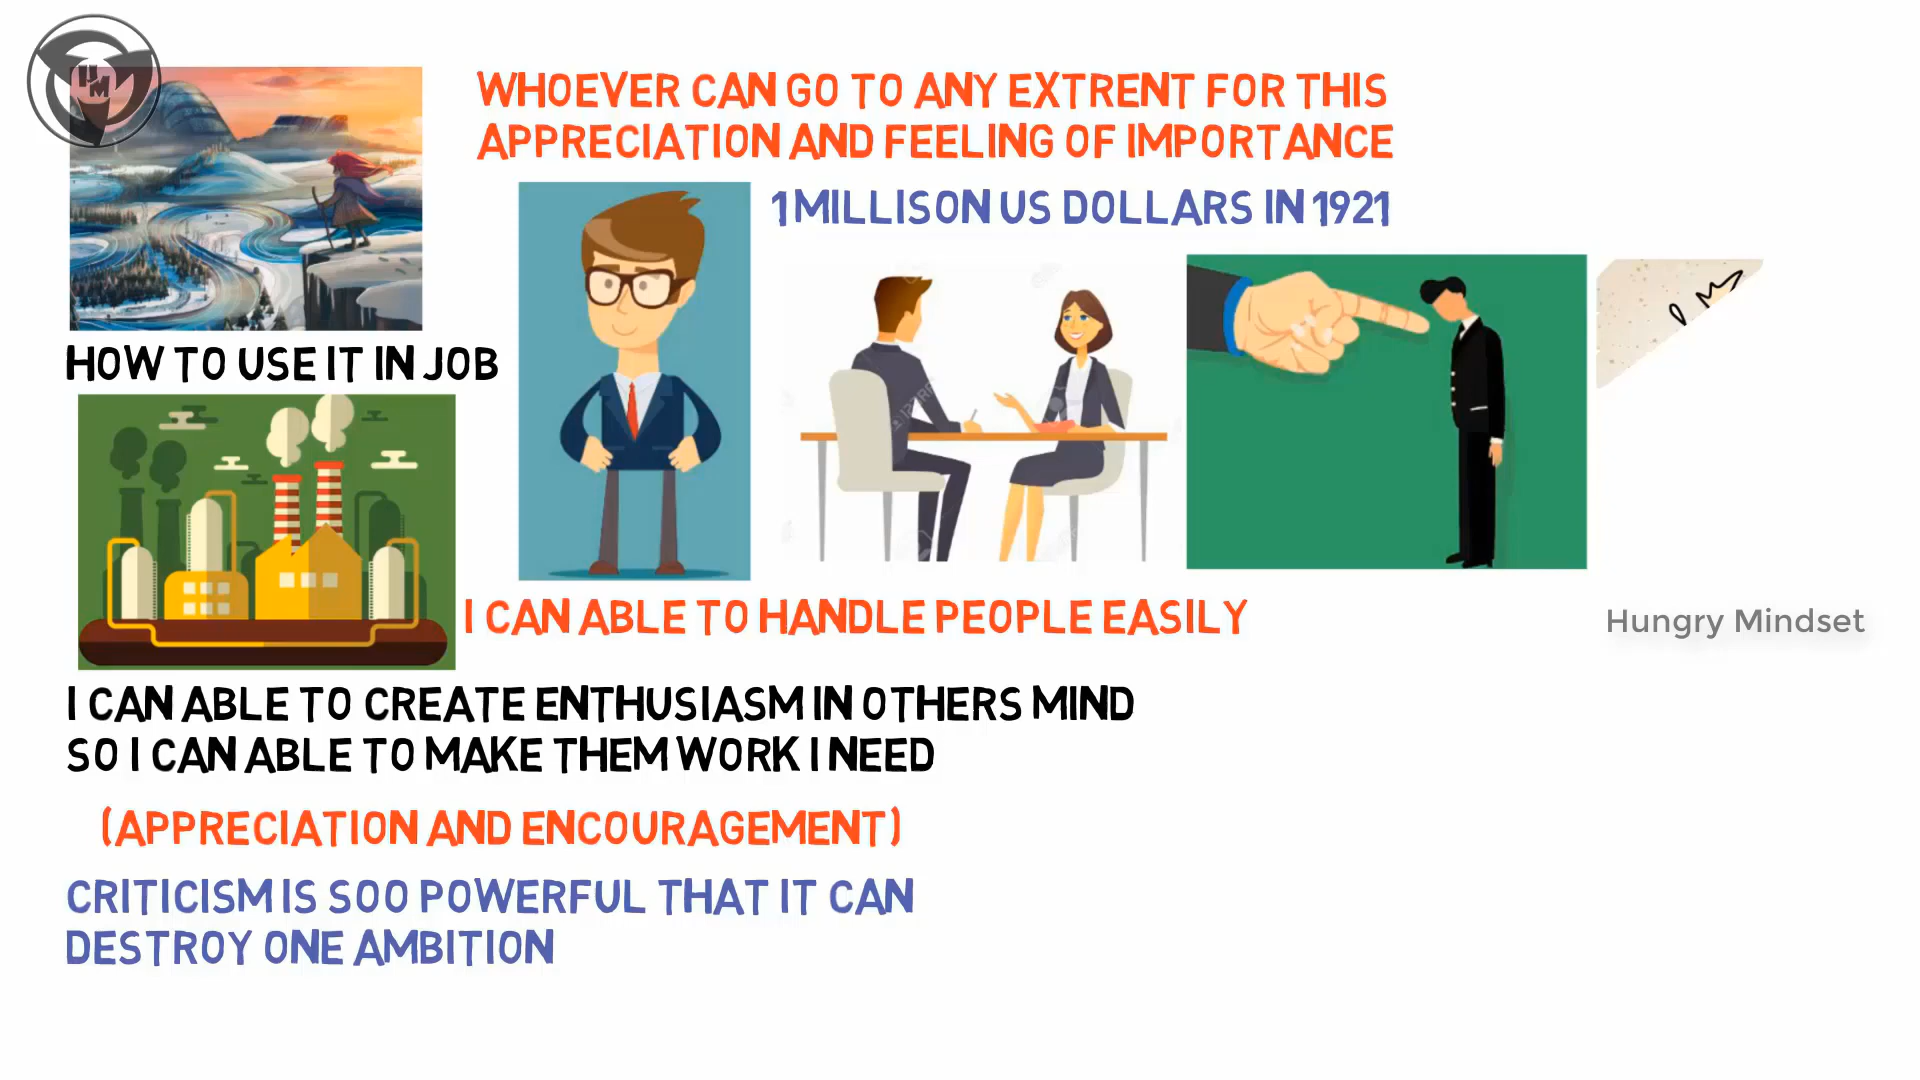 HM
WHOEVER CAN GO TO ANY EXTRENT FOR THIS
APPRECIATION AND FEELING OF IMPORTANCE
1 MILLISON US DOLLARS IN 1921
HOW TO USE IT IN JOB
I CAN ABLE TO HANDLE PEOPLE EASILY
Hungry Mindset
I CAN ABLE TO CREATE ENTHUSIASM IN OTHERS MIND
SO I CAN ABLE TO MAKE THEM WORK I NEED
(APPRECIATION AND ENCOURAGEMENT)
CRITICISM IS SOO POWERFUL THAT IT CAN
DESTROY ONE AMBITION